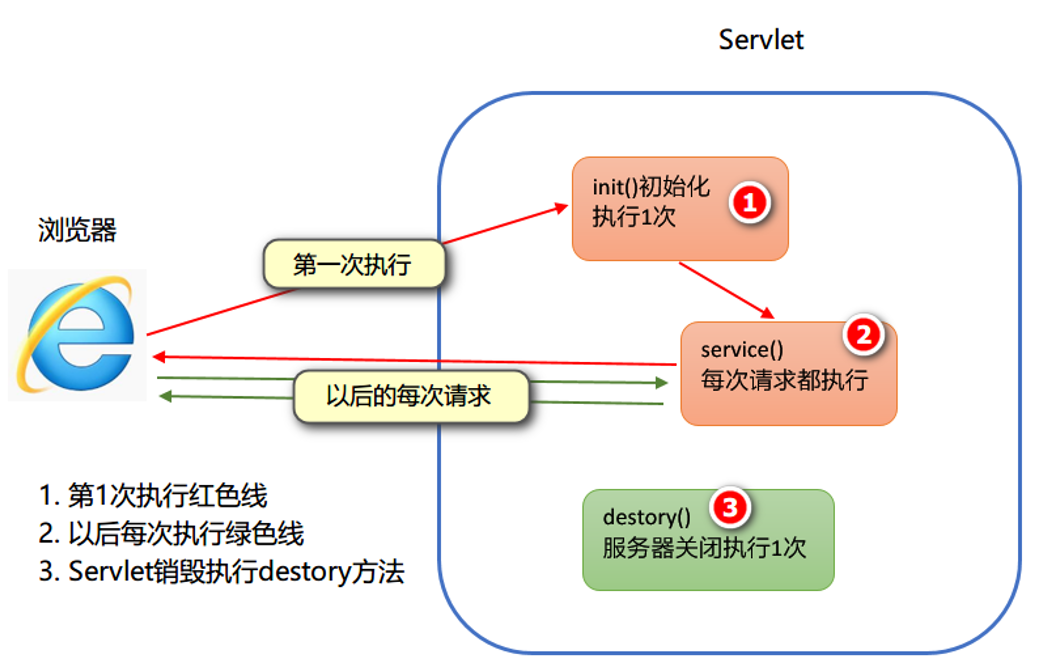 Servlet
浏览器
第一次执行
init()初始化
执行1次
1
service()
每次请求都执行
2
以后的每次请求
destory()
服务器关闭执行1次
3
1. 第1次执行红色线
2. 以后每次执行绿色线
3. Servlet销毁执行destory方法